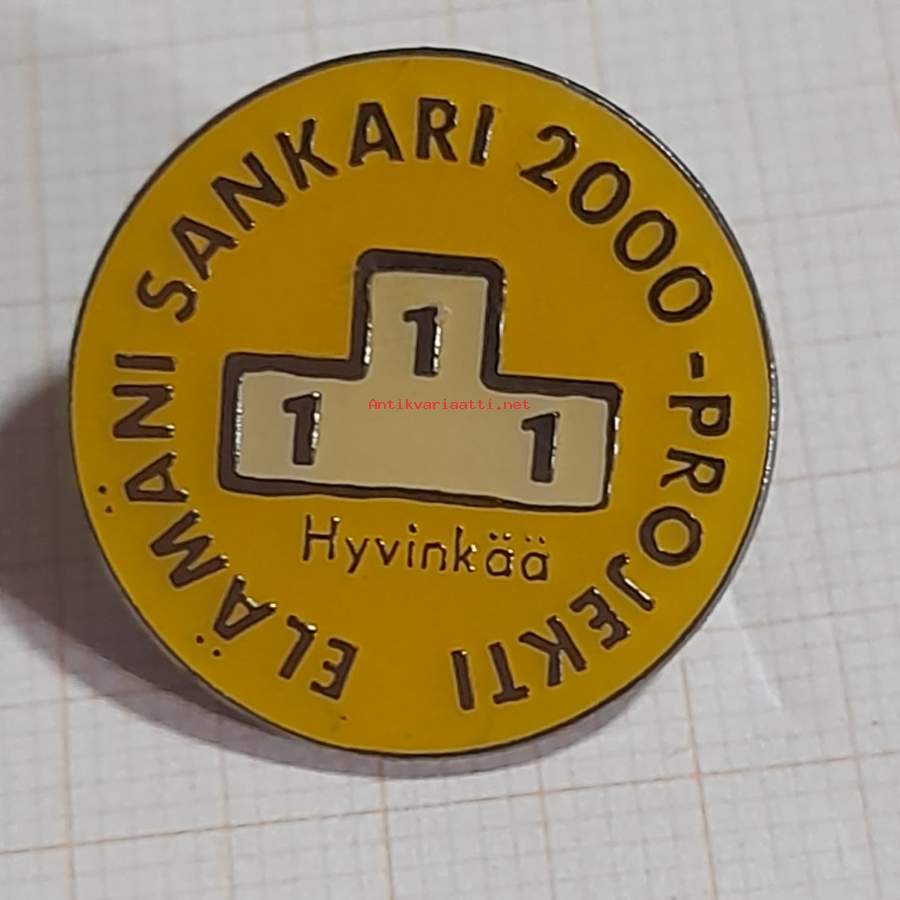 ELÄMÄNI SANKARI 2000-PROJEKTI
1
1 1
Antikvariaatti.net
Hyvinkää